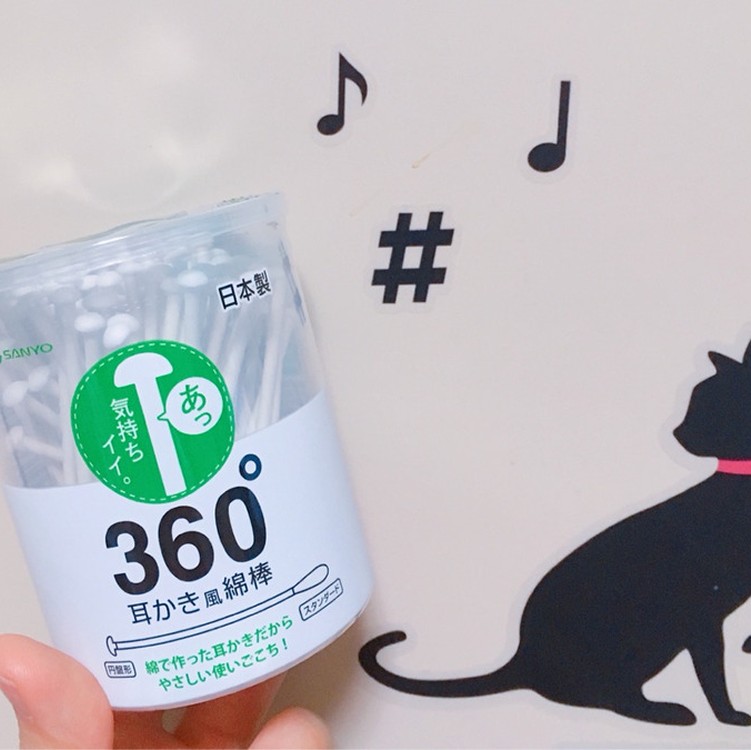 日本製
SANYO
あっ
気持ち
イイ。
360°
耳かき風綿棒
スタンダード
円盤形
綿で作った耳かきだから
やさしい使いごこち!
#